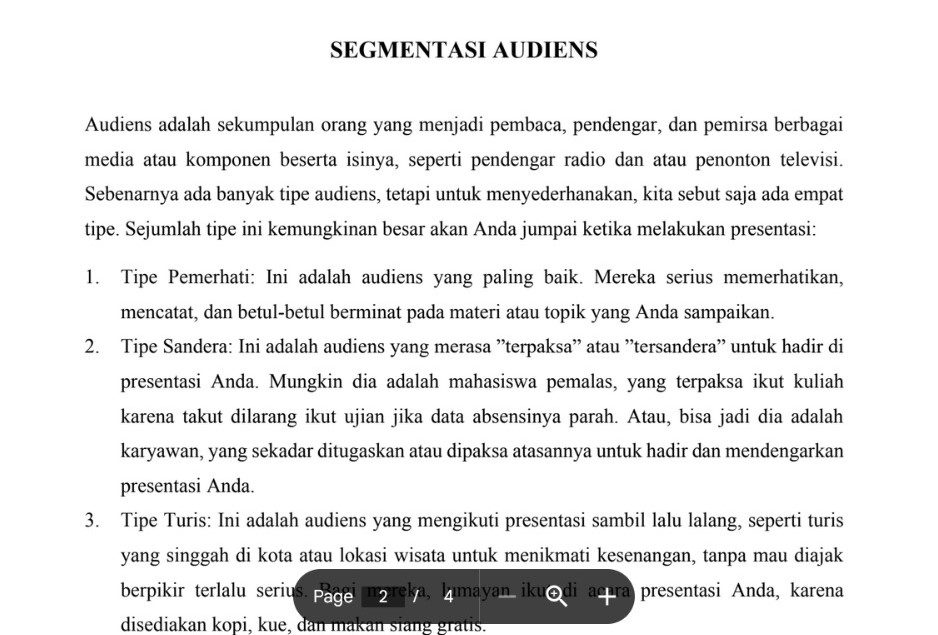 SEGMENTASI AUDIENS
Audiens adalah sekumpulan orang yang menjadi pembaca, pendengar, dan pemirsa berbagai
media atau komponen beserta isinya, seperti pendengar radio dan atau penonton televisi.
Sebenarnya ada banyak tipe audiens, tetapi untuk menyederhanakan, kita sebut saja ada empat
tipe. Sejumlah tipe ini kemungkinan besar akan Anda jumpai ketika melakukan presentasi:
1. Tipe Pemerhati: Ini adalah audiens yang paling baik. Mereka serius memerhatikan,
mencatat, dan betul-betul berminat pada materi atau topik yang Anda sampaikan.
2. Tipe Sandera: Ini adalah audiens yang merasa ”terpaksa” atau ”tersandera” untuk hadir di
presentasi Anda. Mungkin dia adalah mahasiswa pemalas, yang terpaksa ikut kuliah
karena takut dilarang ikut ujian jika data absensinya parah. Atau, bisa jadi dia adalah
karyawan, yang sekadar ditugaskan atau dipaksa atasannya untuk hadir dan mendengarkan
presentasi Anda.
3. Tipe Turis: Ini adalah audiens yang mengikuti presentasi sambil lalu lalang, seperti turis
yang singgah di kota atau lokasi wisata untuk menikmati kesenangan, tanpa mau diajak
berpikir terlalu serius. Bagi mereka, lumayan ikut di acara presentasi Anda, karena
Page 2 / 4
disediakan kopi, kue, dan makan siang gratis.